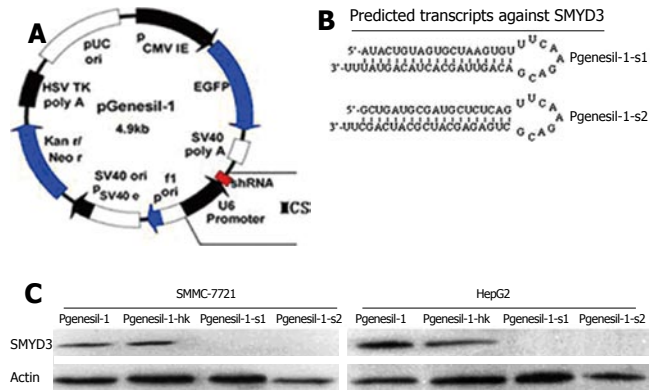 A
p
CMV IE
EGFP
SV40
poly A
shRNA
U6
Promoter
MCS
f1
ori
p
SV40 ori
p
SV40 e
Kan r/
Neo r
HSV TK
poly A
pUC
ori
pGenesil-1
4.9kb
B
Predicted transcripts against SMYD3
5'-AUACUGUAGUGCUAAGUGU
UUCAAGAGCG
3'-UUUAUGACAUCACGAUUGACA
Pgenesil-1-s1
5'-GCUGAUGCGAUGCUCUCAG
UUCAAGAGCG
3'-UUCGACUACGCUACGAGAGUC
Pgenesil-1-s2
C
SMMC-7721
HepG2
Pgenesil-1 Pgenesil-1-hk Pgenesil-1-s1 Pgenesil-1-s2
Pgenesil-1 Pgenesil-1-hk Pgenesil-1-s1 Pgenesil-1-s2
SMYD3
Actin